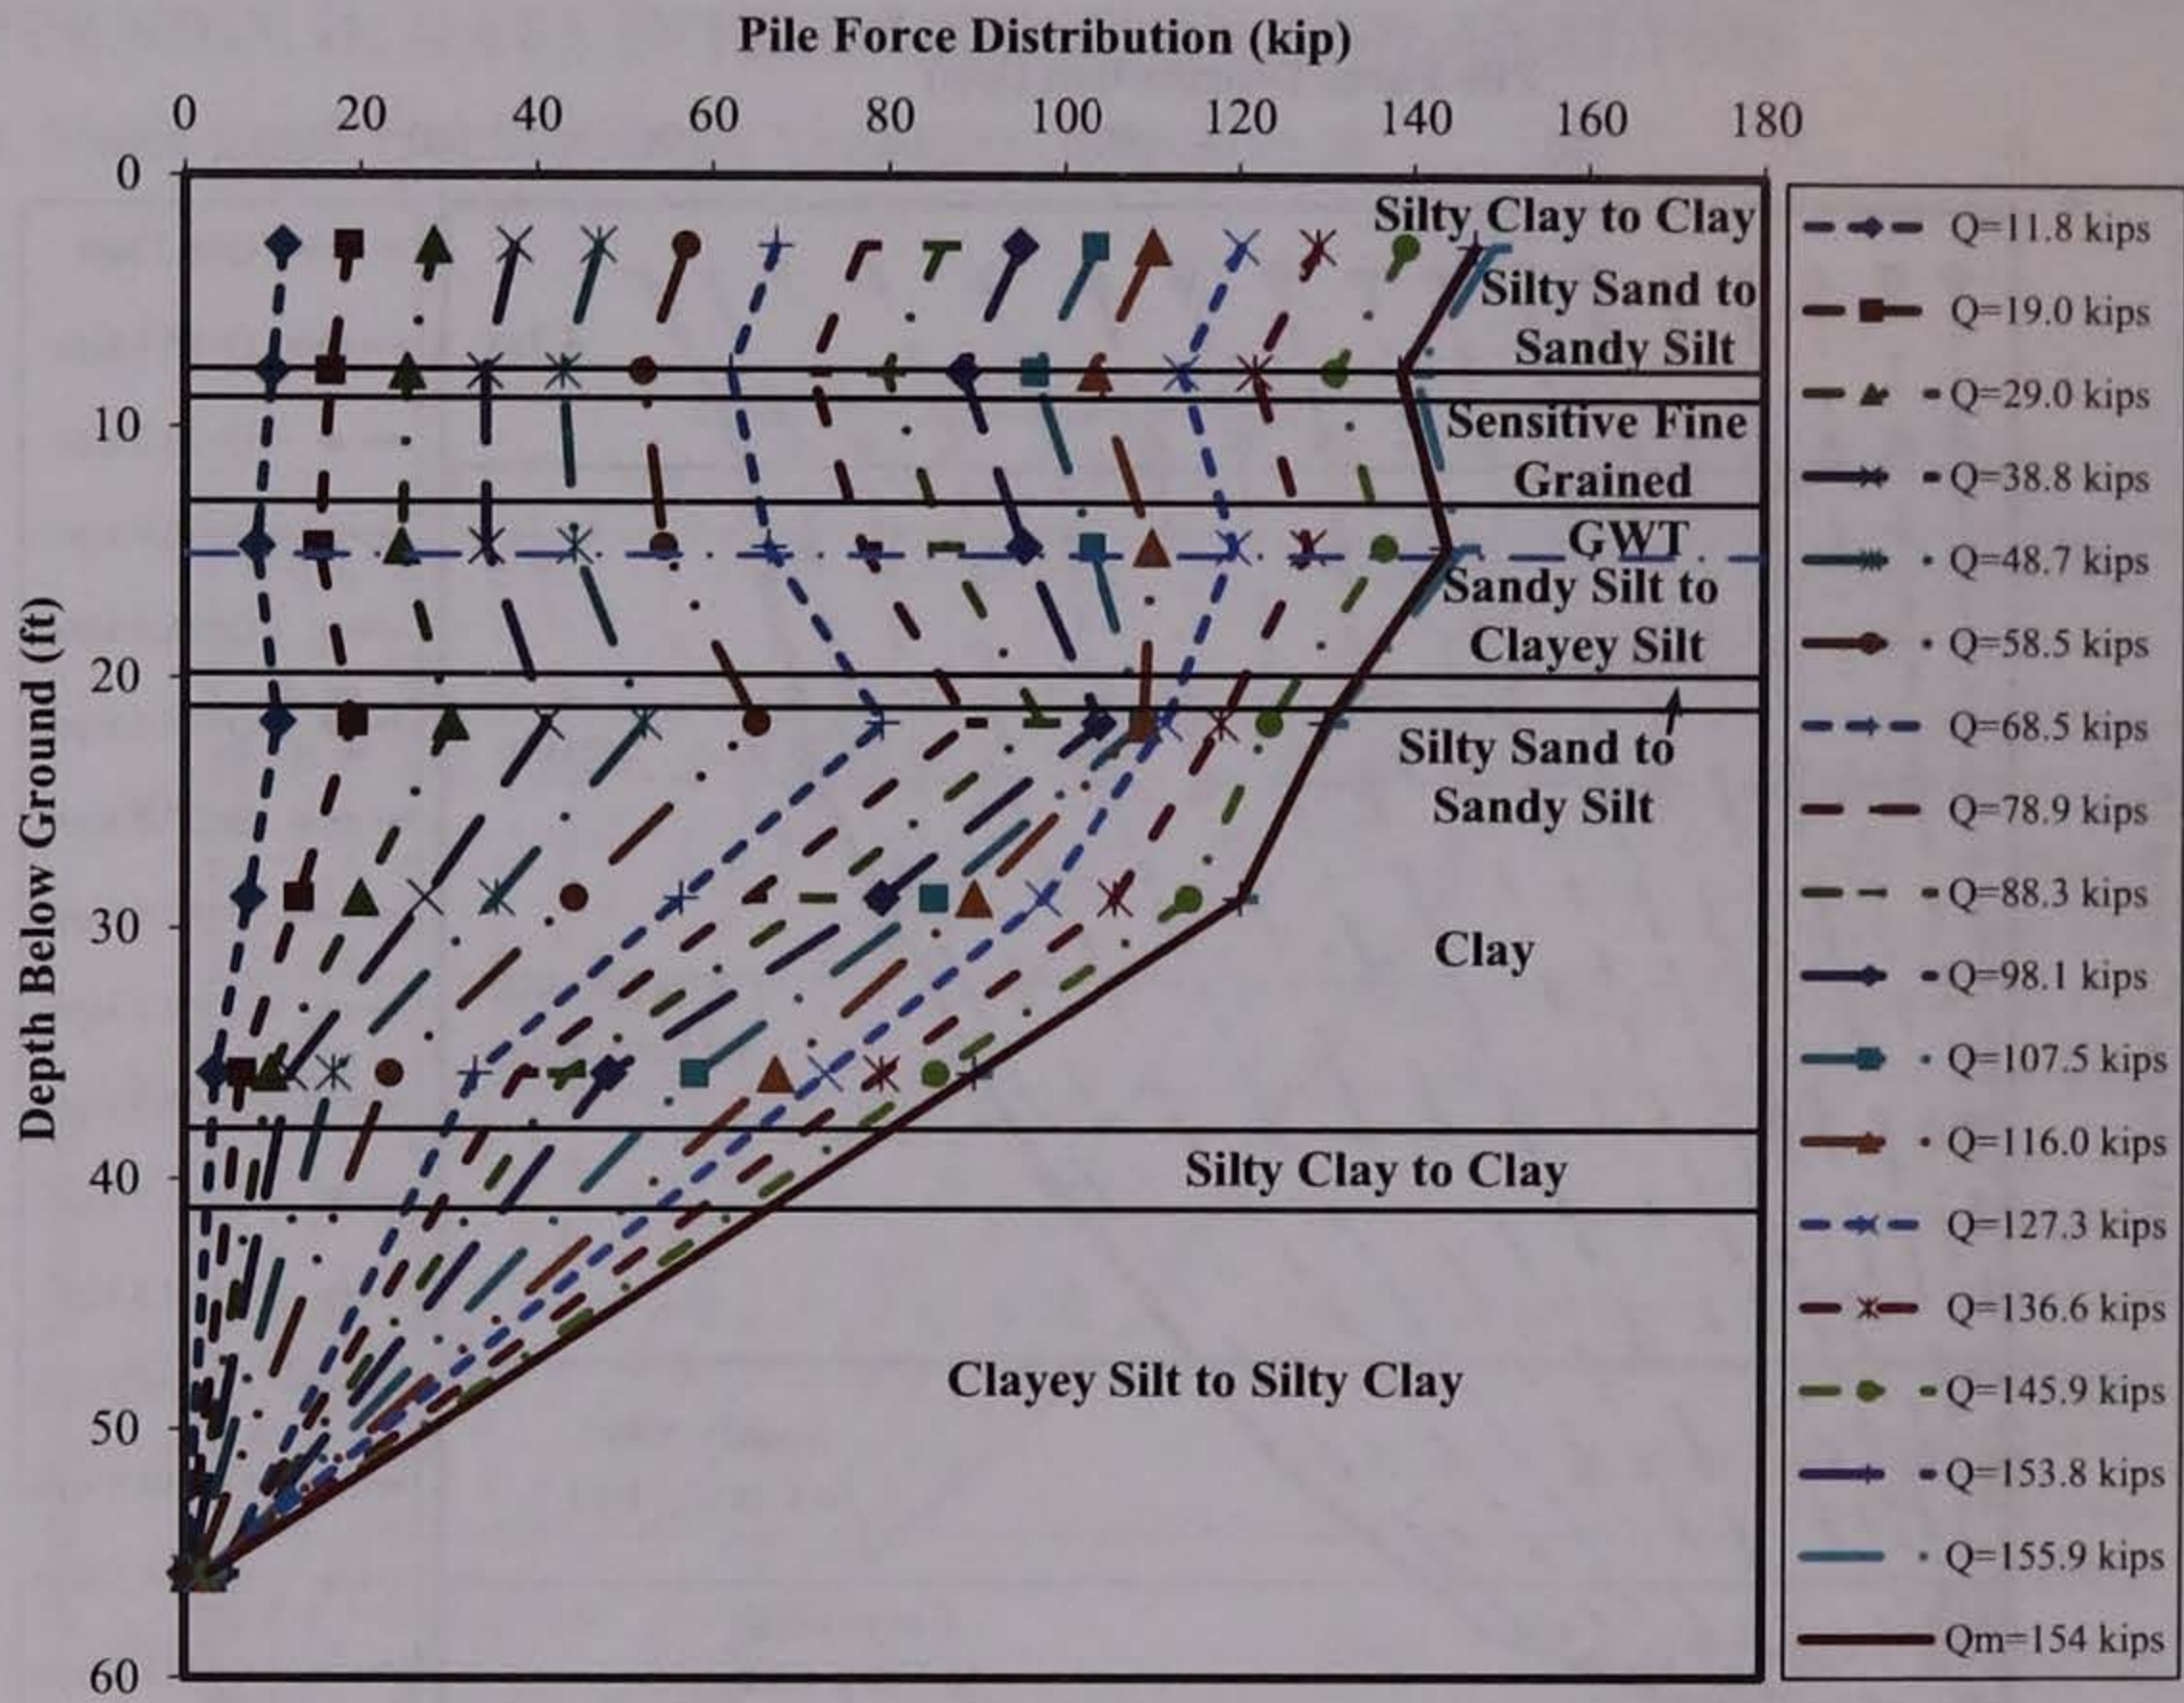 Pile Force Distribution (kip)
0 20 40 60 80 100 120 140 160 180
Depth Below Ground (ft)
0
10
20
30
40
50
60
Silty Clay to Clay
Silty Sand to
Sandy Silt
Sensitive Fine
Grained
GWT
Sandy Silt to
Clayey Silt
Silty Sand to
Sandy Silt
Clay
Silty Clay to Clay
Clayey Silt to Silty Clay
Q=11.8 kips
Q=19.0 kips
Q=29.0 kips
Q=38.8 kips
Q=48.7 kips
Q=58.5 kips
Q=68.5 kips
Q=78.9 kips
Q=88.3 kips
Q=98.1 kips
Q=107.5 kips
Q=116.0 kips
Q=127.3 kips
Q=136.6 kips
Q=145.9 kips
Q=153.8 kips
Q=155.9 kips
Qm=154 kips